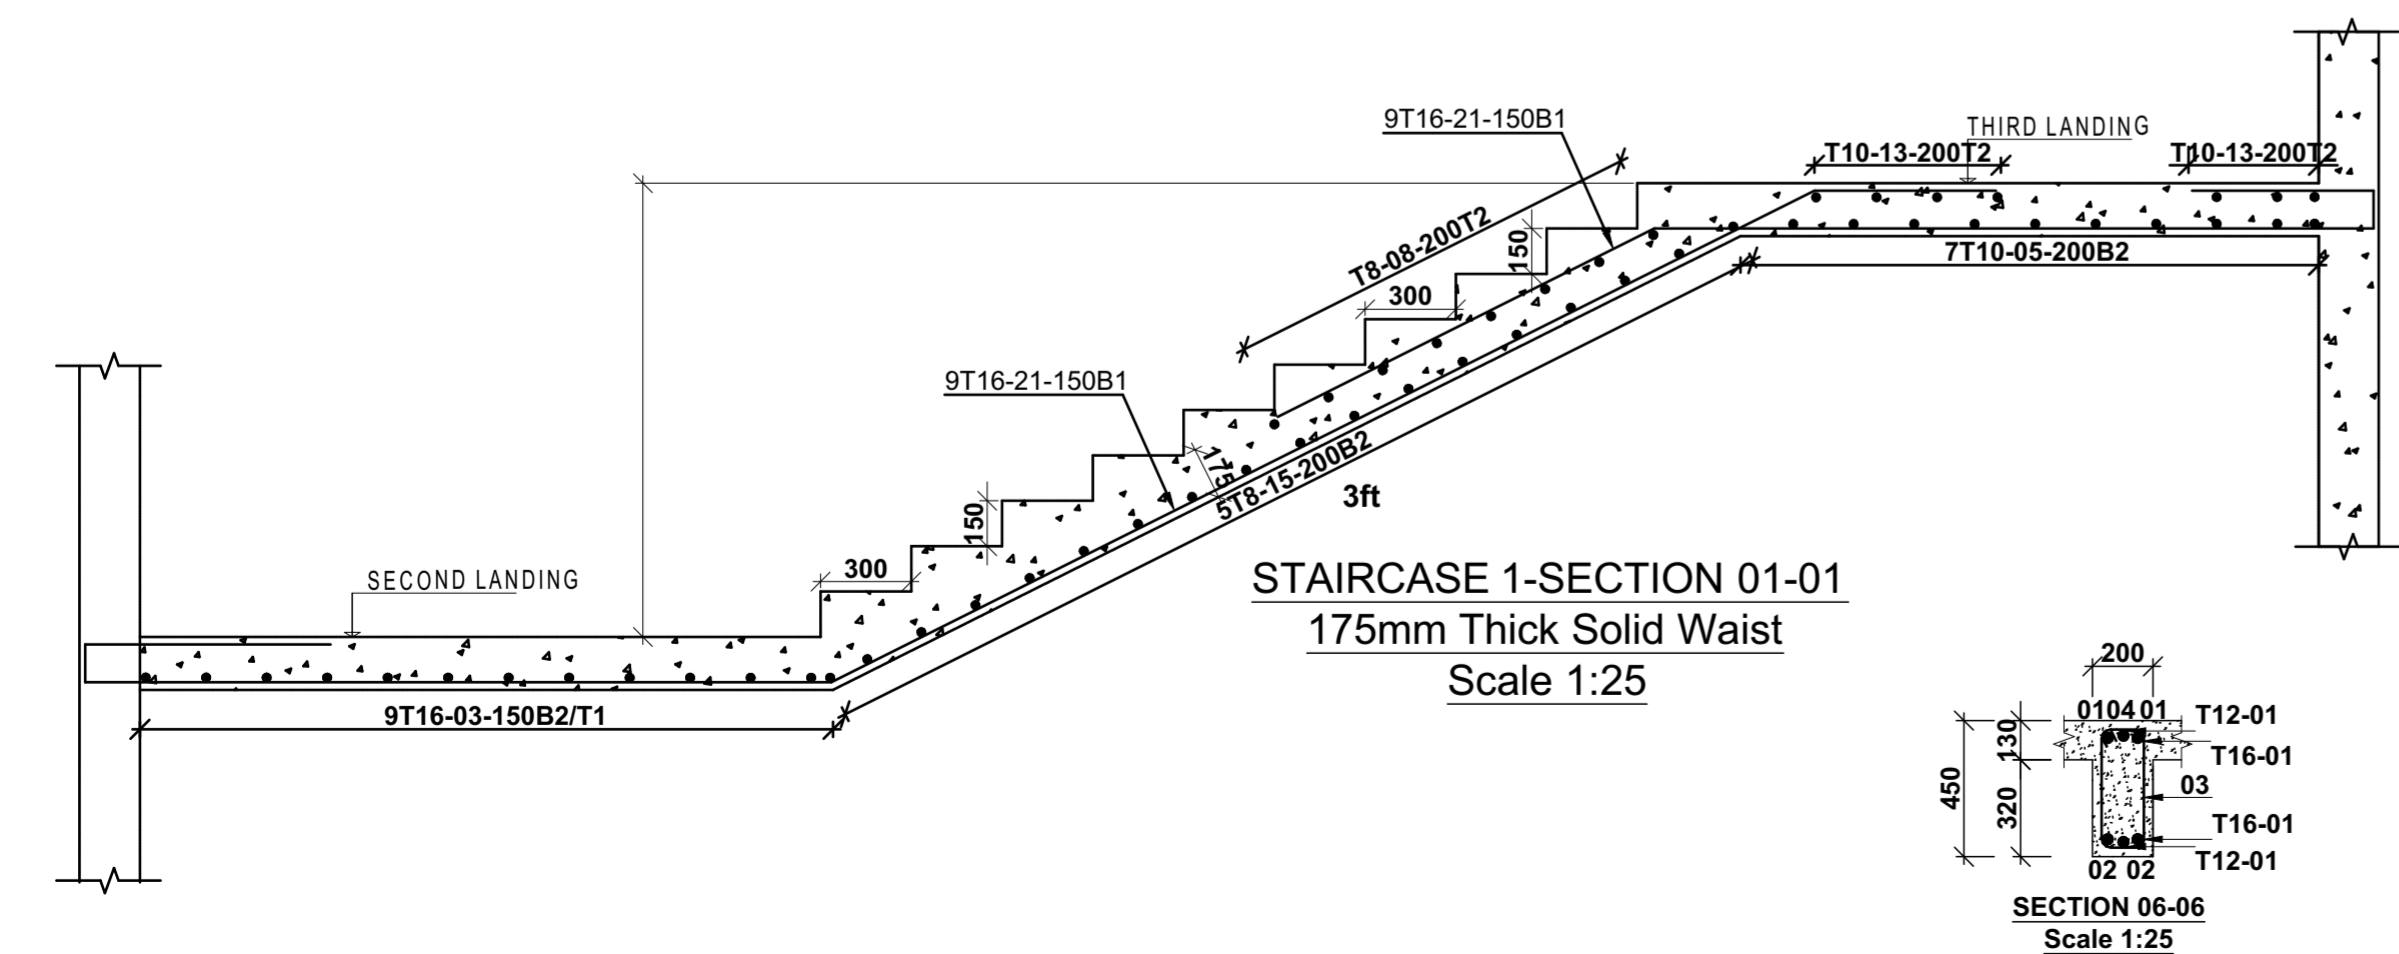 9T16-21-150B1
THIRD LANDING
T10-13-200T2
T10-13-200T2
T8-08-200T2
150
300
7T10-05-200B2
9T16-21-150B1
175
5T8-15-200B2
3ft
150
300
SECOND LANDING
9T16-03-150B2/T1
STAIRCASE 1-SECTION 01-01
175mm Thick Solid Waist
Scale 1:25
200
01 04 01
T12-01
130
T16-01
450
320
03
T16-01
T12-01
02 02
SECTION 06-06
Scale 1:25